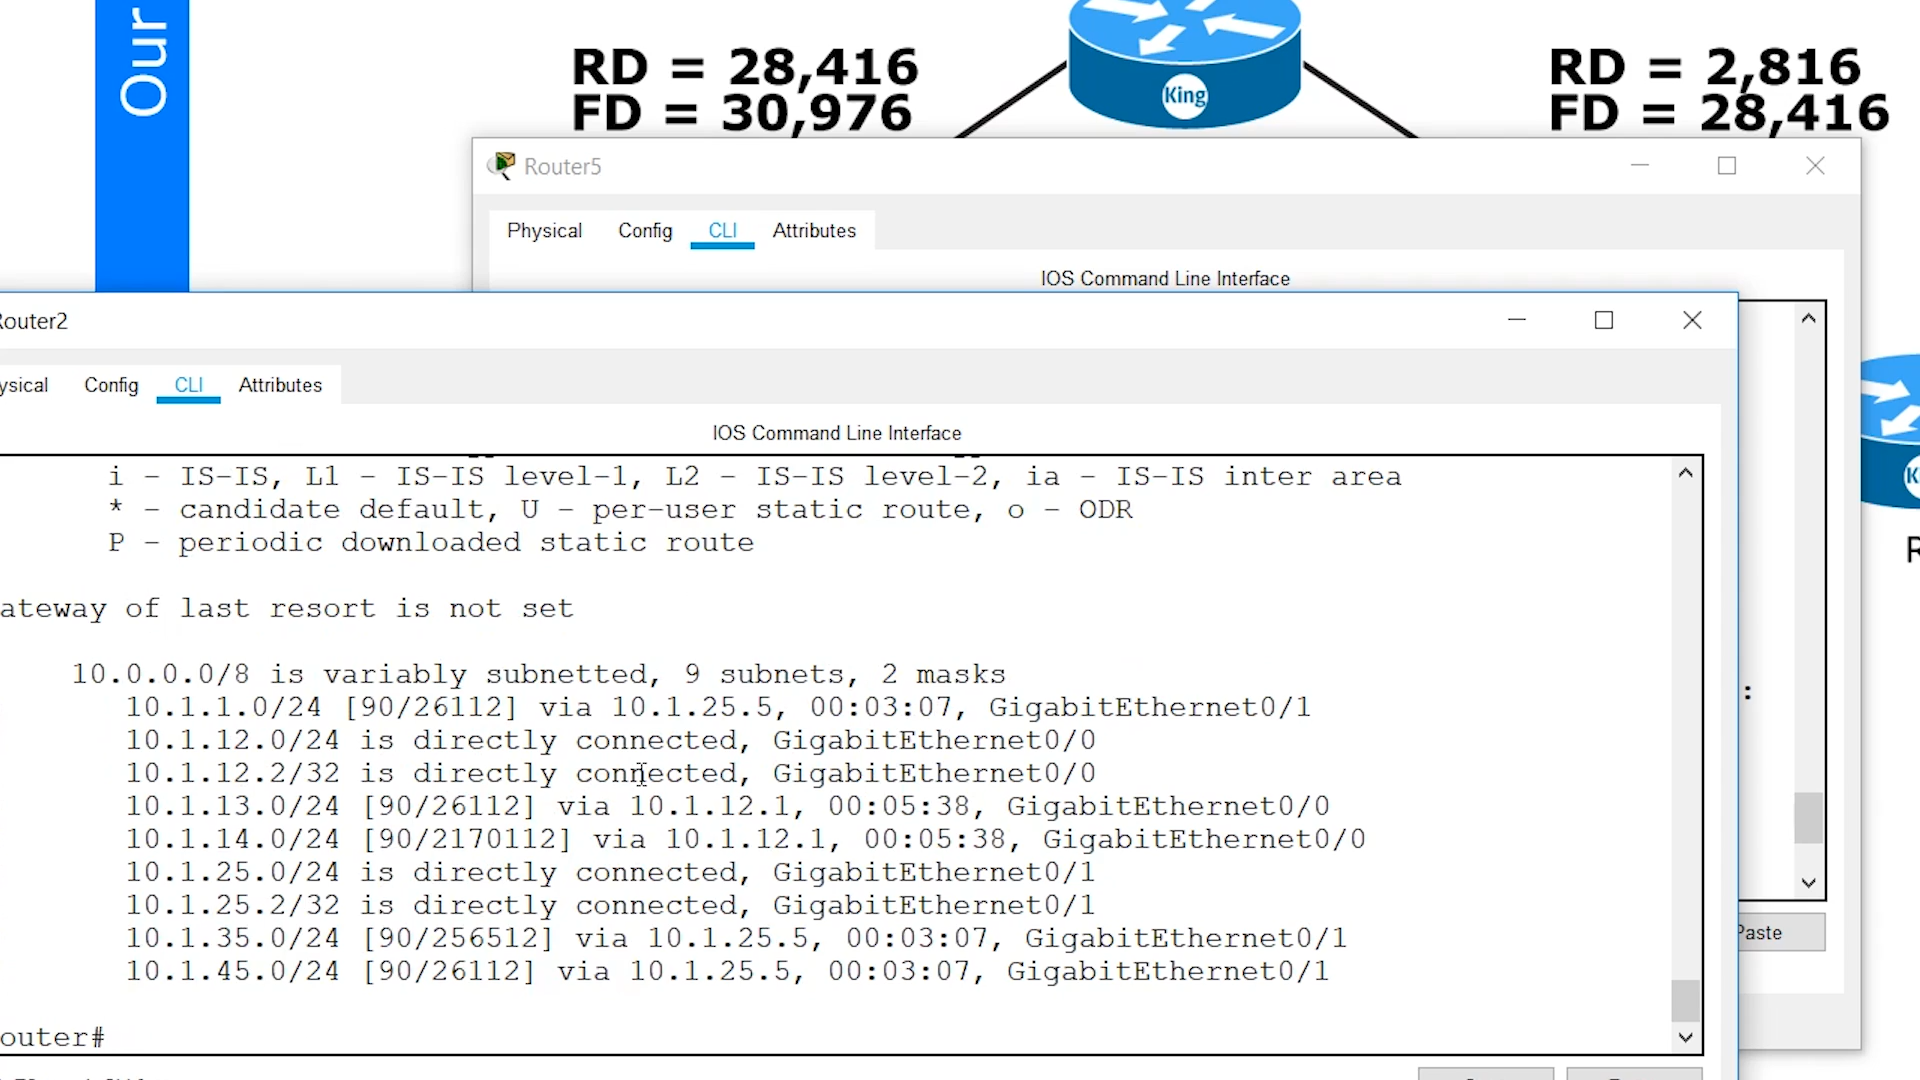 Our
RD = 28,416
FD = 30,976
King
RD = 2,816
FD = 28,416
Router5
Physical Config CLI Attributes
IOS Command Line Interface
Router2
ysical Config CLI Attributes
IOS Command Line Interface
i - IS-IS, L1 - IS-IS level-1, L2 - IS-IS level-2, ia - IS-IS inter area
* - candidate default, U - per-user static route, o - ODR
P - periodic downloaded static route
ateway of last resort is not set
10.0.0.0/8 is variably subnetted, 9 subnets, 2 masks
10.1.1.0/24 [90/26112] via 10.1.25.5, 00:03:07, GigabitEthernet0/1
10.1.12.0/24 is directly connected, GigabitEthernet0/0
10.1.12.2/32 is directly connected, GigabitEthernet0/0
10.1.13.0/24 [90/26112] via 10.1.12.1, 00:05:38, GigabitEthernet0/0
10.1.14.0/24 [90/2170112] via 10.1.12.1, 00:05:38, GigabitEthernet0/0
10.1.25.0/24 is directly connected, GigabitEthernet0/1
10.1.25.2/32 is directly connected, GigabitEthernet0/1
10.1.35.0/24 [90/256512] via 10.1.25.5, 00:03:07, GigabitEthernet0/1
10.1.45.0/24 [90/26112] via 10.1.25.5, 00:03:07, GigabitEthernet0/1
outer#
:
Paste
K
R